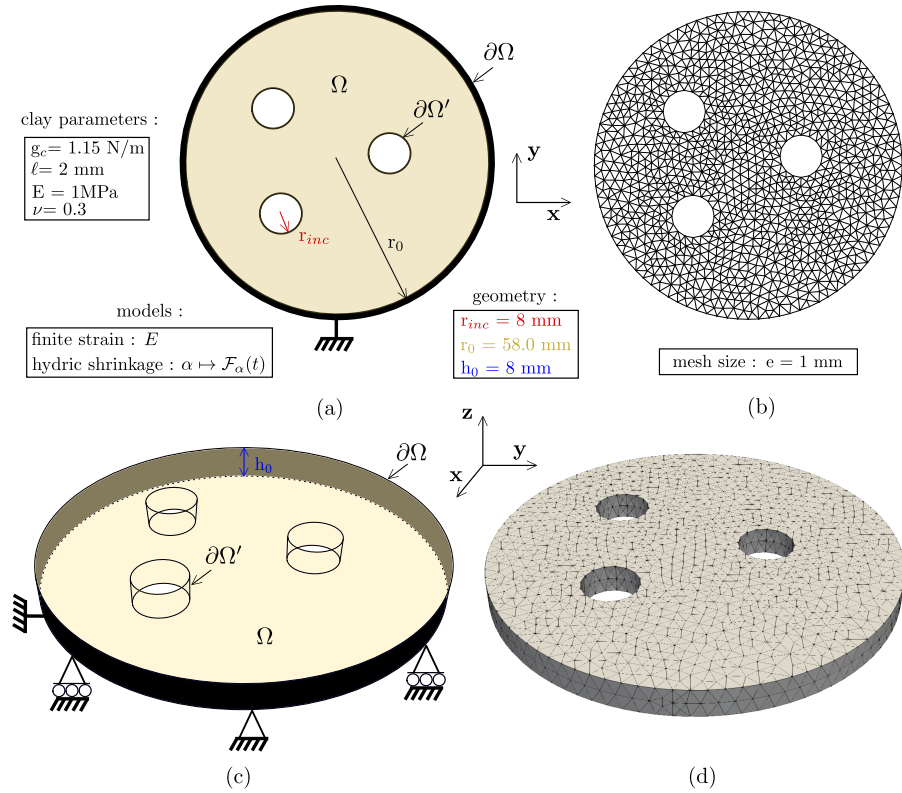 ∂Ω
Ω
∂Ω′
clay parameters :
g_c= 1.15 N/m
ℓ= 2 mm
E = 1MPa
ν= 0.3
y
x
r_inc
r_0
models :
finite strain : E
hydric shrinkage : α ↦ ℱ_α(t)
geometry :
r_inc = 8 mm
r_0 = 58.0 mm
h_0 = 8 mm
mesh size : e = 1 mm
(a)
(b)
z
y
x
h_0
∂Ω
∂Ω′
Ω
(c)
(d)